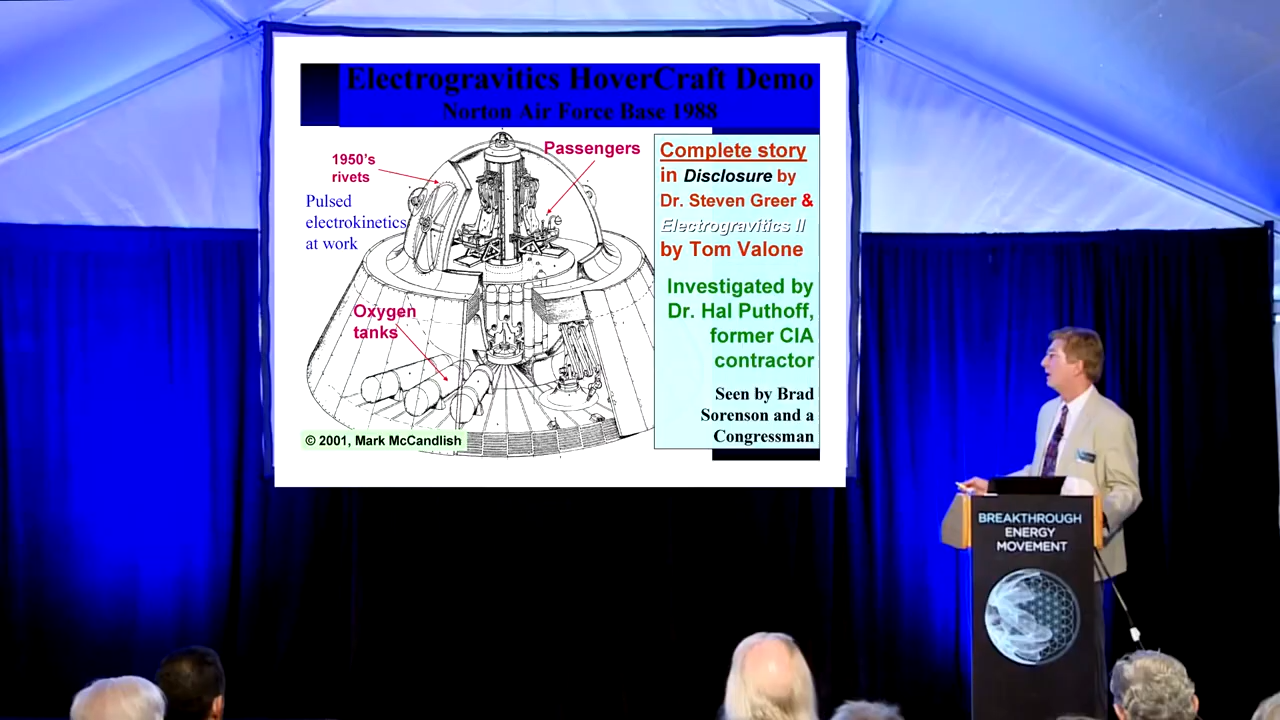 Electrogravitics HoverCraft Demo
Norton Air Force Base 1988
1950's
rivets
Passengers
Pulsed
electrokinetics
at work
Oxygen
tanks
© 2001, Mark McCandlish
Complete story
in Disclosure by
Dr. Steven Greer &
Electrogravitics II
by Tom Valone
Investigated by
Dr. Hal Puthoff,
former CIA
contractor
Seen by Brad
Sorenson and a
Congressman
BREAKTHROUGH
ENERGY
MOVEMENT